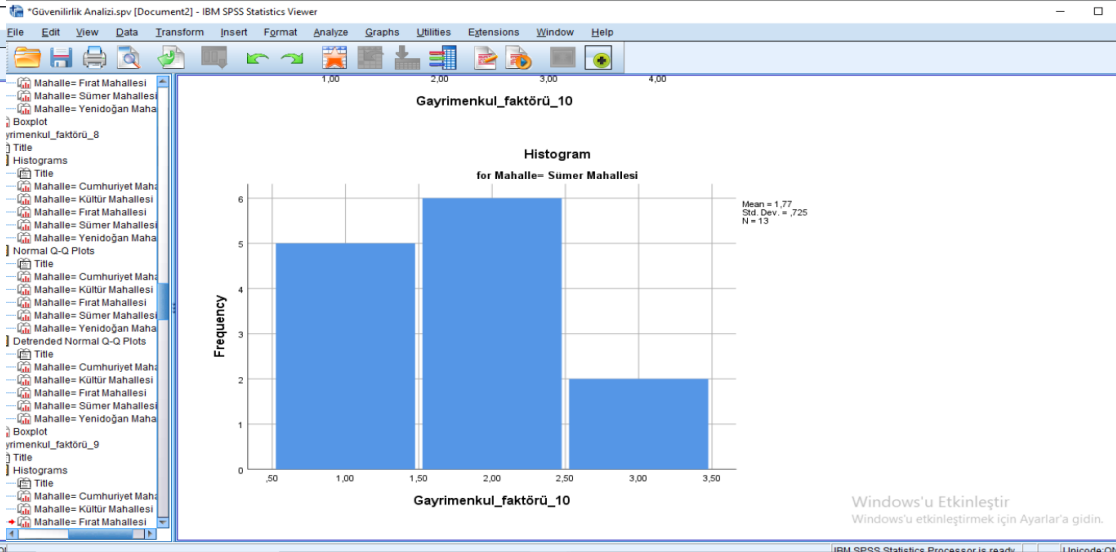 *Güvenilirlik Analizi.spv [Document2] - IBM SPSS Statistics Viewer
File Edit View Data Transform Insert Format Analyze Graphs Utilities Extensions Window Help
Mahalle= Fırat Mahallesi
Mahalle= Sümer Mahallesi
Mahalle= Yenidoğan Maha
Boxplot
yrimenkul_faktörü_8
Title
Histograms
Title
Mahalle= Cumhuriyet Maha
Mahalle= Kültür Mahallesi
Mahalle= Fırat Mahallesi
Mahalle= Sümer Mahallesi
Mahalle= Yenidoğan Maha
Normal Q-Q Plots
Title
Mahalle= Cumhuriyet Maha
Mahalle= Kültür Mahallesi
Mahalle= Fırat Mahallesi
Mahalle= Sümer Mahallesi
Mahalle= Yenidoğan Maha
Detrended Normal Q-Q Plots
Title
Mahalle= Cumhuriyet Maha
Mahalle= Kültür Mahallesi
Mahalle= Fırat Mahallesi
Mahalle= Sümer Mahallesi
Mahalle= Yenidoğan Maha
Boxplot
yrimenkul_faktörü_9
Title
Histograms
Title
Mahalle= Cumhuriyet Maha
Mahalle= Kültür Mahallesi
Mahalle= Fırat Mahallesi
1,00 2,00 3,00 4,00
Gayrimenkul_faktörü_10
Histogram
for Mahalle= Sümer Mahallesi
Mean = 1,77
Std. Dev. = ,725
N = 13
6
5
4
3
2
1
0
Frequency
,50 1,00 1,50 2,00 2,50 3,00 3,50
Gayrimenkul_faktörü_10
Windows'u Etkinleştir
Windows'u etkinleştirmek için Ayarlar'a gidin.
IBM SPSS Statistics Processor is ready